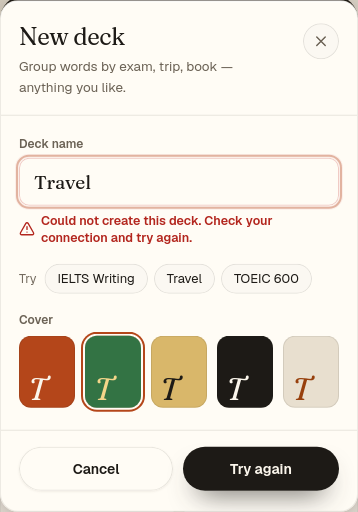 New deck
Group words by exam, trip, book —
anything you like.
Deck name
Travel
Could not create this deck. Check your
connection and try again.
Try
IELTS Writing
Travel
TOEIC 600
Cover
T
T
T
T
T
Cancel
Try again